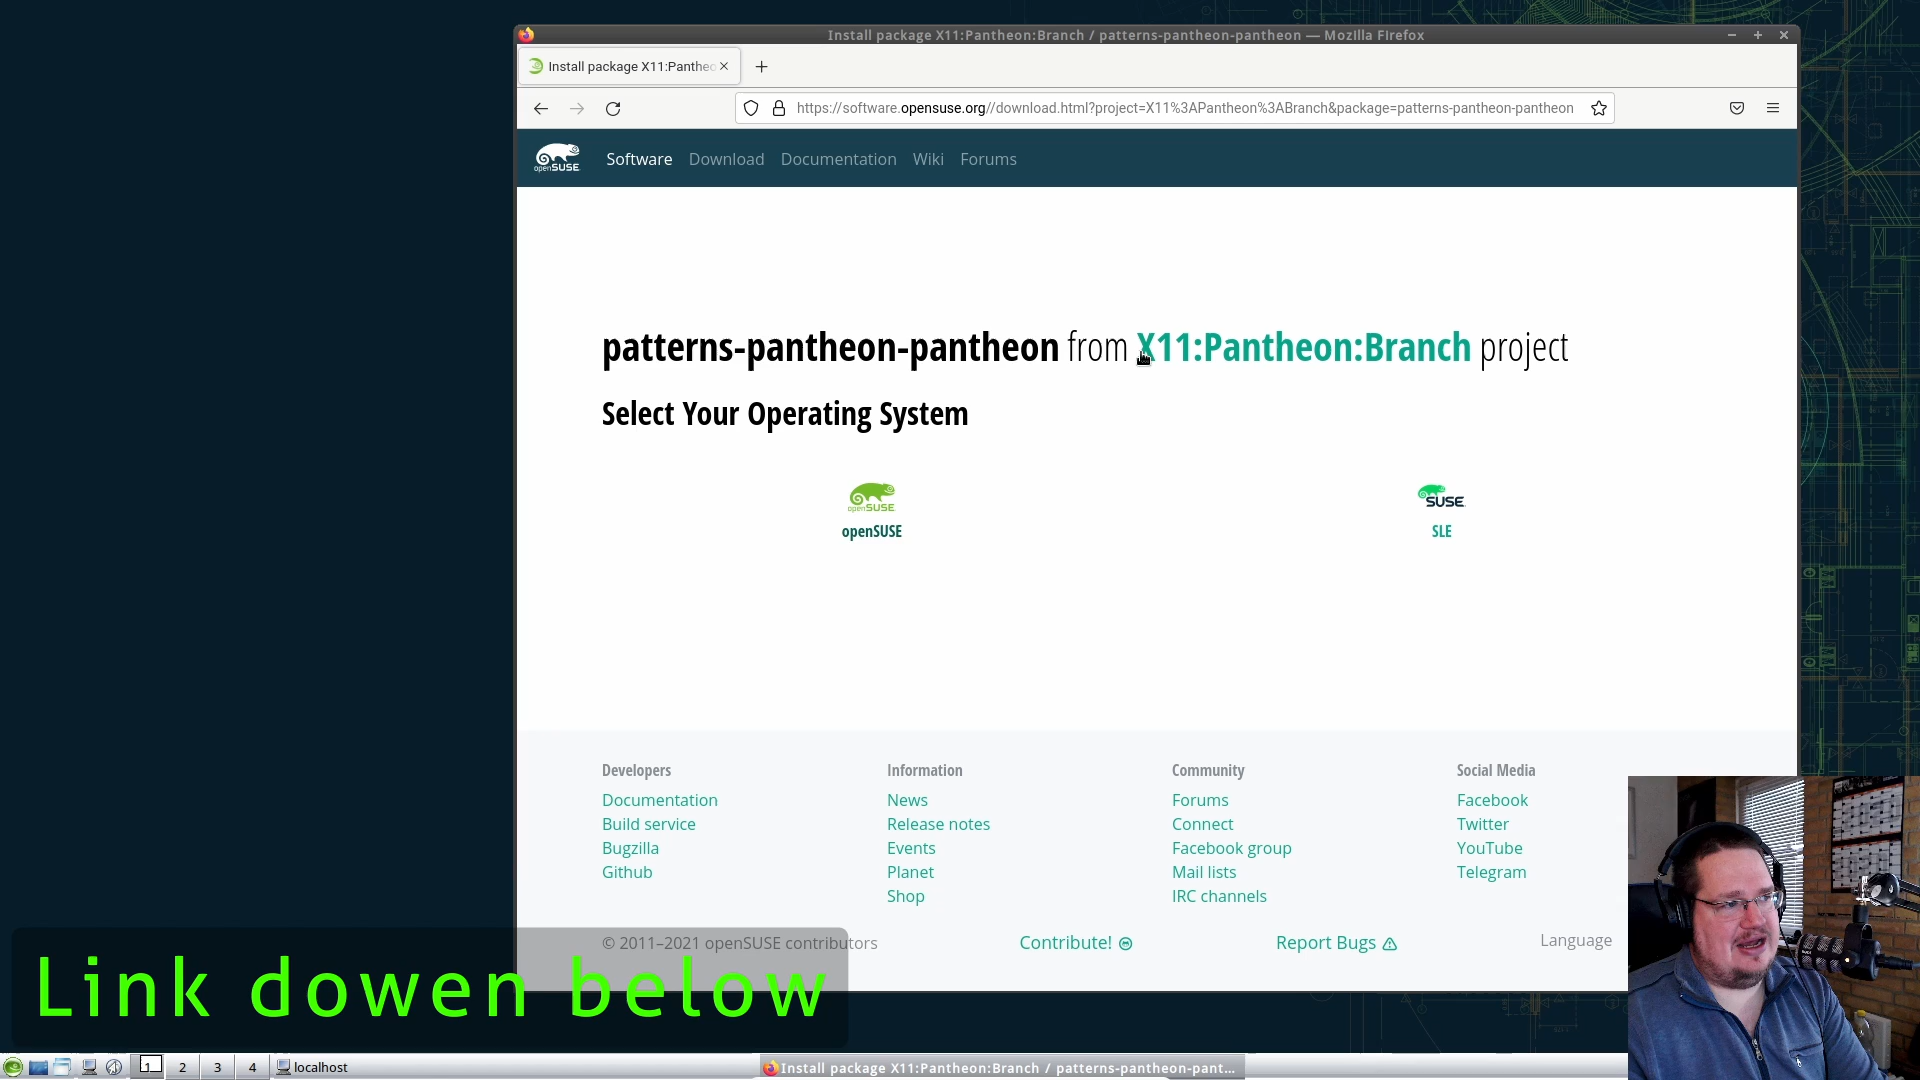 Install package X11:Pantheon:Branch / patterns-pantheon-pantheon — Mozilla Firefox
Install package X11:Pantheo
https://software.opensuse.org//download.html?project=X11%3APantheon%3ABranch&package=patterns-pantheon-pantheon
openSUSE
Software Download Documentation Wiki Forums
patterns-pantheon-pantheon from X11:Pantheon:Branch project
Select Your Operating System
openSUSE SUSE
openSUSE SLE
Developers Information Community Social Media
Documentation News Forums Facebook
Build service Release notes Connect Twitter
Bugzilla Events Facebook group YouTube
Github Planet Mail lists Telegram
Shop IRC channels
© 2011–2021 openSUSE contributors Contribute! Report Bugs Language
Link dowen below
1 2 3 4 localhost Install package X11:Pantheon:Branch / patterns-pantheon-pant...